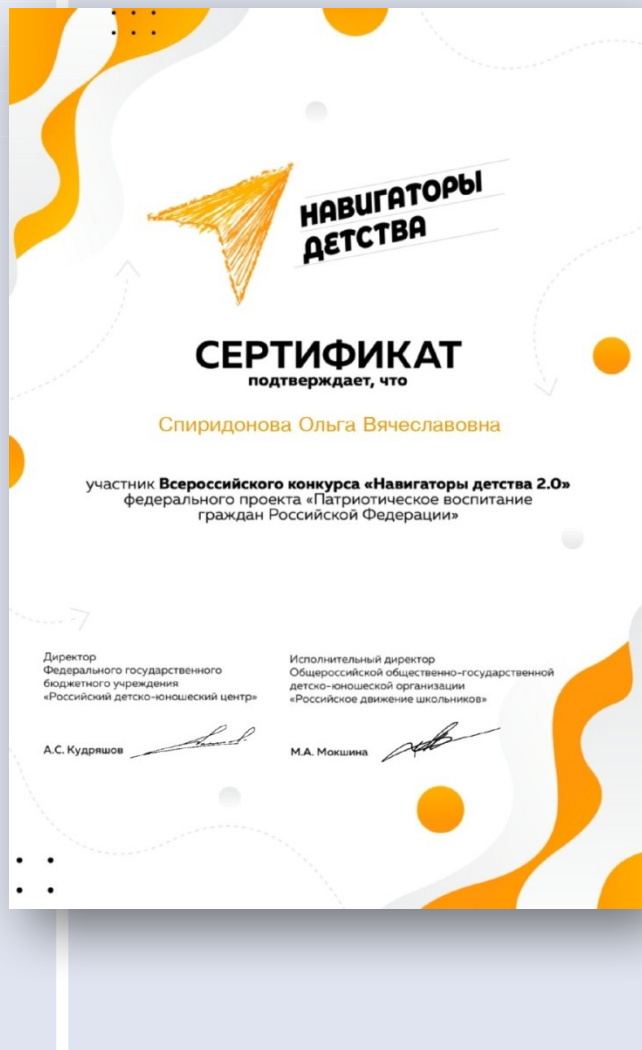 НАВИГАТОРЫ
ДЕТСТВА
СЕРТИФИКАТ
подтверждает, что
Спиридонова Ольга Вячеславовна
участник Всероссийского конкурса «Навигаторы детства 2.0»
федерального проекта «Патриотическое воспитание
граждан Российской Федерации»
Директор
Федерального государственного
бюджетного учреждения
«Российский детско-юношеский центр»
А.С. Кудряшов
Исполнительный директор
Общероссийской общественно-государственной
детско-юношеской организации
«Российское движение школьников»
М.А. Мокшина